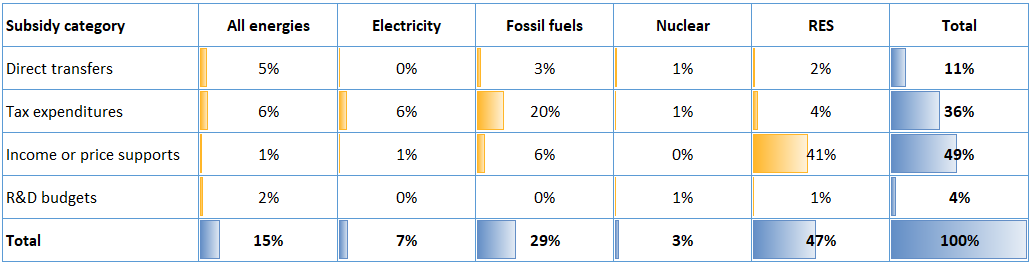 Subsidy category All energies Electricity Fossil fuels Nuclear RES Total
Direct transfers 5% 0% 3% 1% 2% 11%
Tax expenditures 6% 6% 20% 1% 4% 36%
Income or price supports 1% 1% 6% 0% 41% 49%
R&D budgets 2% 0% 0% 1% 1% 4%
Total 15% 7% 29% 3% 47% 100%